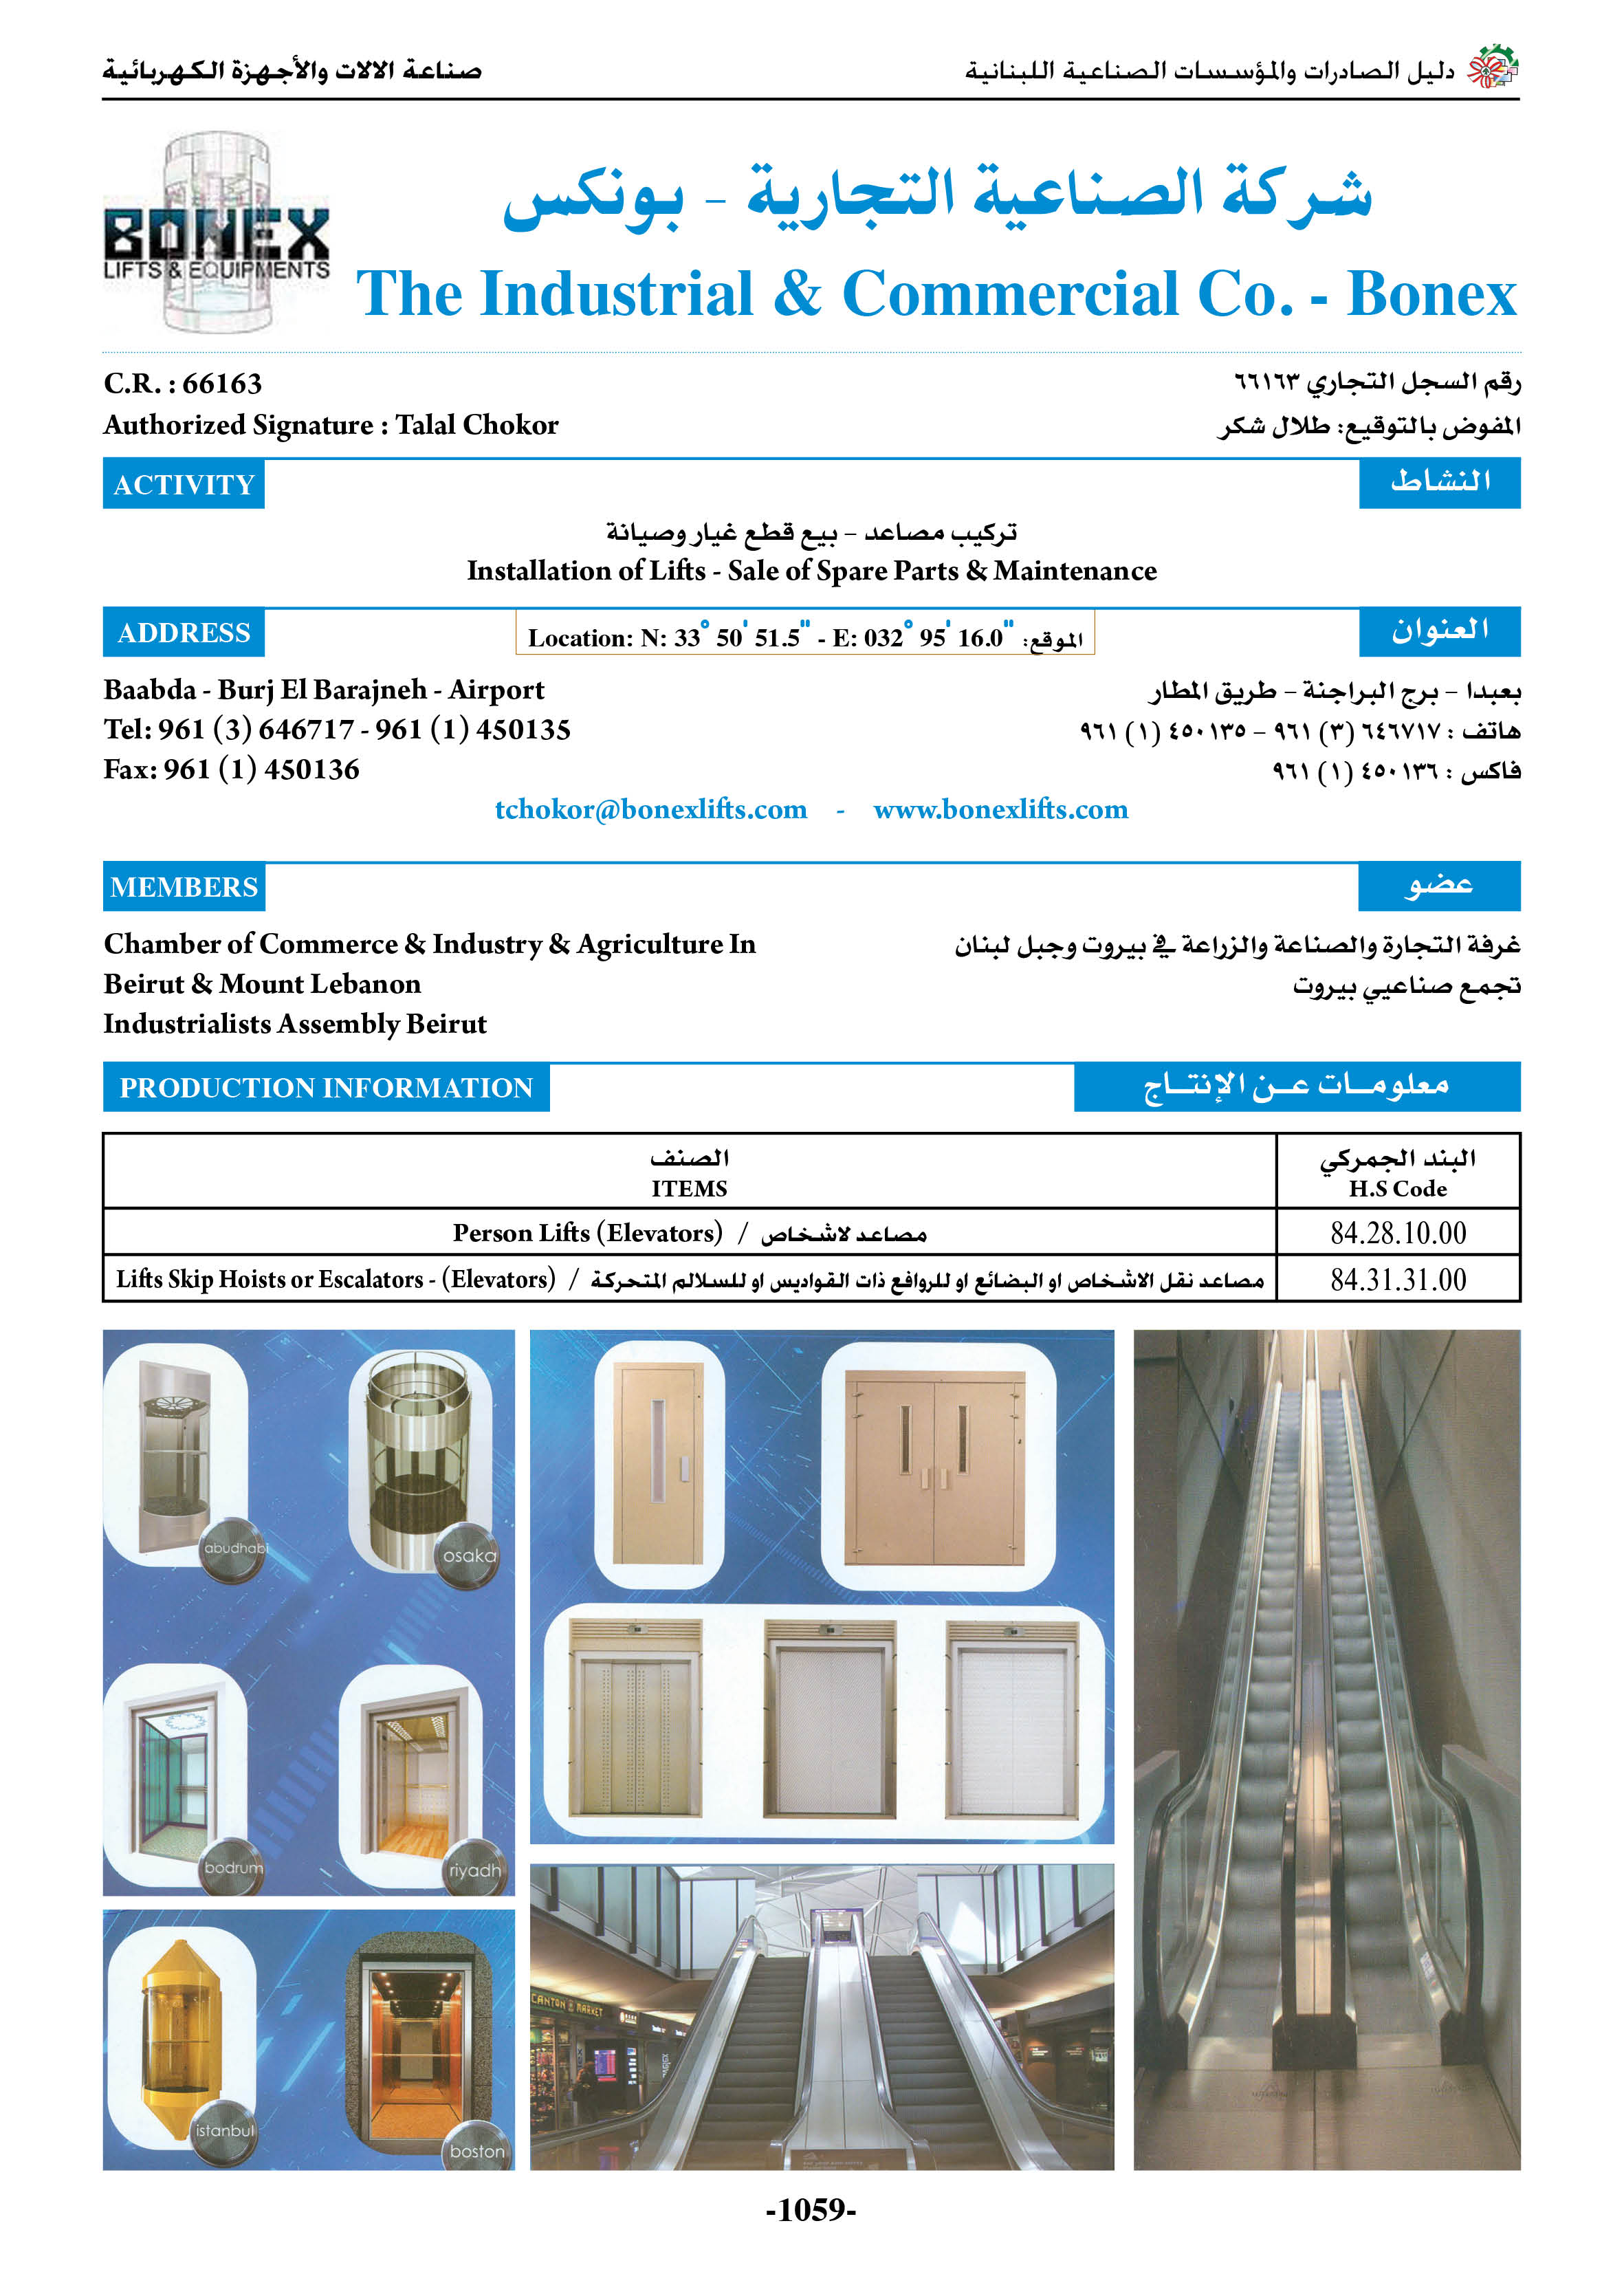 دليل الصادرات والمؤسسات الصناعية اللبنانية
صناعة الالات والأجهزة الكهربائية
BONEX
LIFTS & EQUIPMENTS
شركة الصناعية التجارية - بونكس
The Industrial & Commercial Co. - Bonex
C.R. : 66163
رقم السجل التجاري ٦٦١٦٣
Authorized Signature : Talal Chokor
المفوض بالتوقيع: طلال شكر
ACTIVITY
النشاط
تركيب مصاعد - بيع قطع غيار وصيانة
Installation of Lifts - Sale of Spare Parts & Maintenance
ADDRESS
Location: N: 33° 50' 51.5" - E: 032° 95' 16.0" :الموقع
العنوان
Baabda - Burj El Barajneh - Airport
بعبدا - برج البراجنة - طريق المطار
Tel: 961 (3) 646717 - 961 (1) 450135
هاتف : ٦٤٦٧١٧ (٣) ٩٦١ - ٤٥٠١٣٥ (١) ٩٦١
Fax: 961 (1) 450136
فاكس : ٤٥٠١٣٦ (١) ٩٦١
tchokor@bonexlifts.com - www.bonexlifts.com
MEMBERS
عضو
Chamber of Commerce & Industry & Agriculture In
Beirut & Mount Lebanon
Industrialists Assembly Beirut
غرفة التجارة والصناعة والزراعة في بيروت وجبل لبنان
تجمع صناعيي بيروت
PRODUCTION INFORMATION
معلومـــات عــن الإنتــاج
الصنف
ITEMS
البند الجمركي
H.S Code
Person Lifts (Elevators) / مصاعد لاشخاص
84.28.10.00
Lifts Skip Hoists or Escalators - (Elevators) / مصاعد نقل الاشخاص او البضائع او للروافع ذات القواديس او للسلالم المتحركة
84.31.31.00
abudhabi
osaka
bodrum
riyadh
istanbul
boston
CANTON MARKET
-1059-